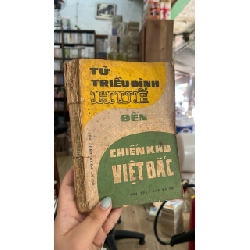 TỪ
TRIỀU ĐÌNH
HUẾ
ĐẾN
CHIẾN KHU
VIỆT BẮC